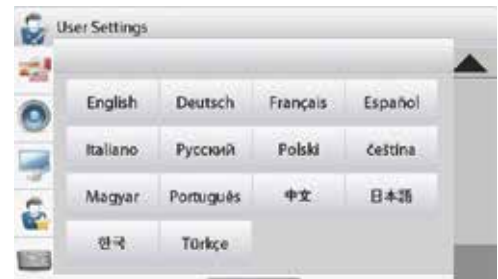 User Settings
English Deutsch Français Español
Italiano Русский Polski čeština
Magyar Português 中文 日本語
한국 Türkçe